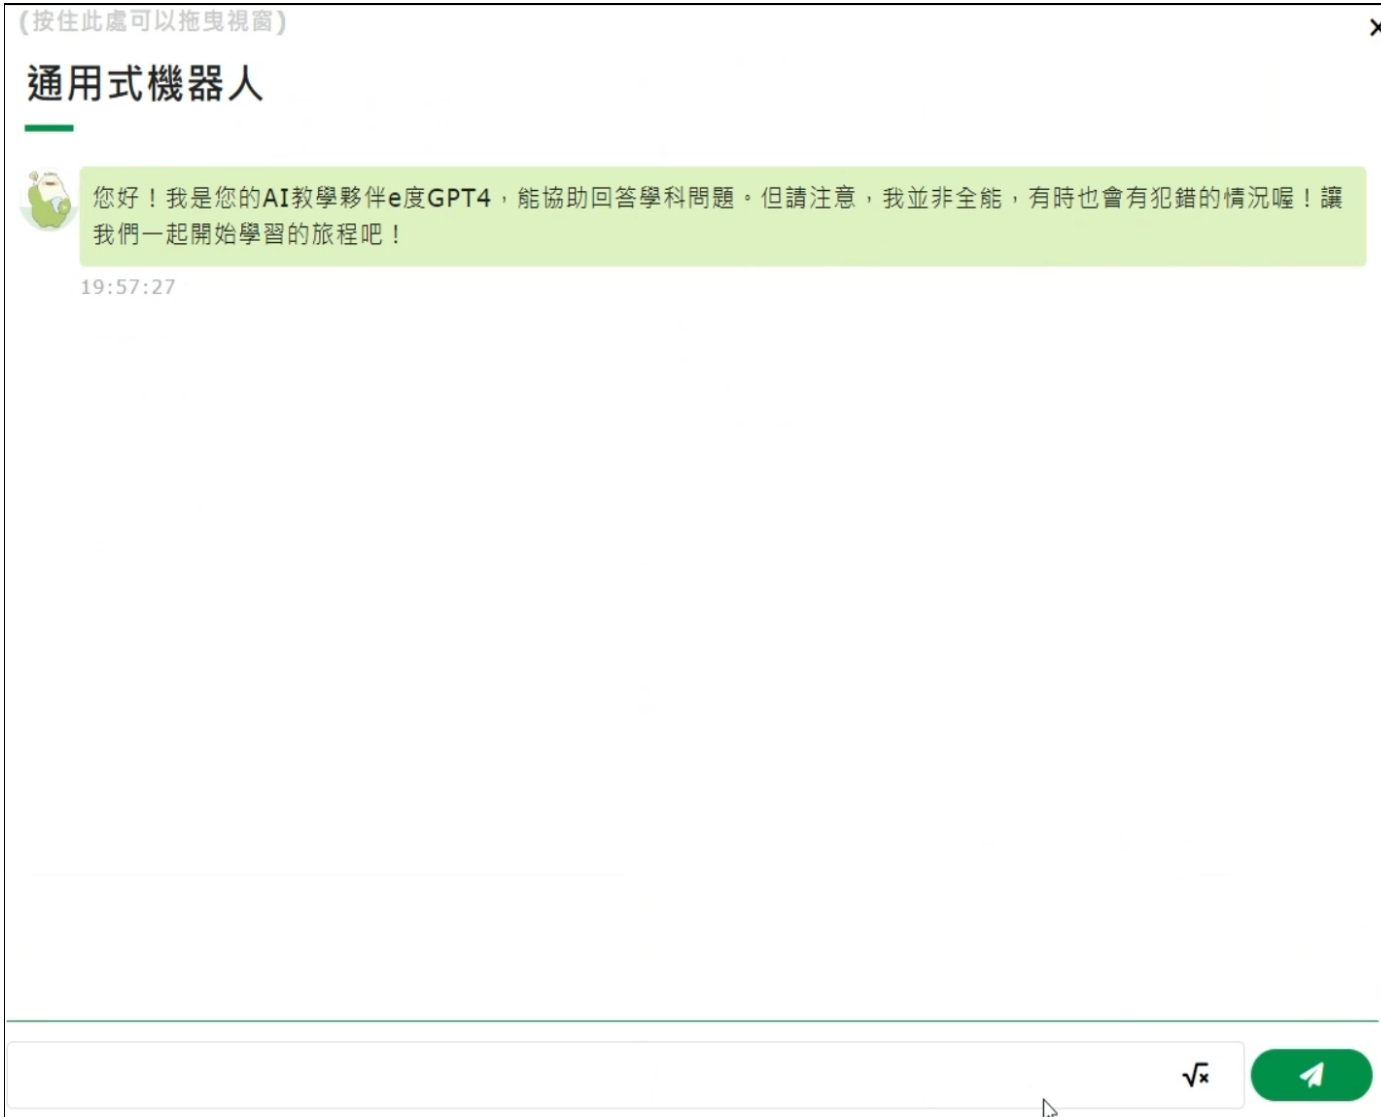 (按住此處可以拖曳視窗)
×
通用式機器人
您好！我是您的AI教學夥伴e度GPT4，能協助回答學科問題。但請注意，我並非全能，有時也會有犯錯的情況喔！讓
我們一起開始學習的旅程吧！
19:57:27
√x